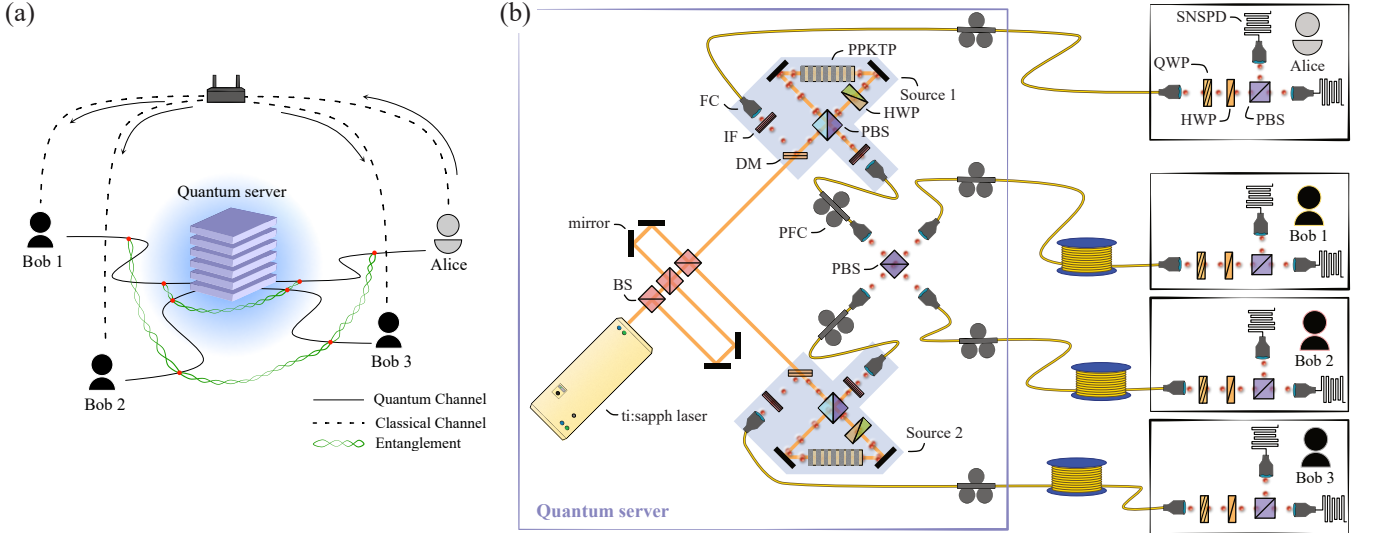 (a)
Quantum server
Bob 1
Alice
Bob 2
Bob 3
Quantum Channel
Classical Channel
Entanglement
(b)
PPKTP
Source 1
FC
HWP
IF
PBS
DM
mirror
PFC
BS
PBS
ti:sapph laser
Source 2
Quantum server
SNSPD
Alice
QWP
HWP
PBS
Bob 1
Bob 2
Bob 3